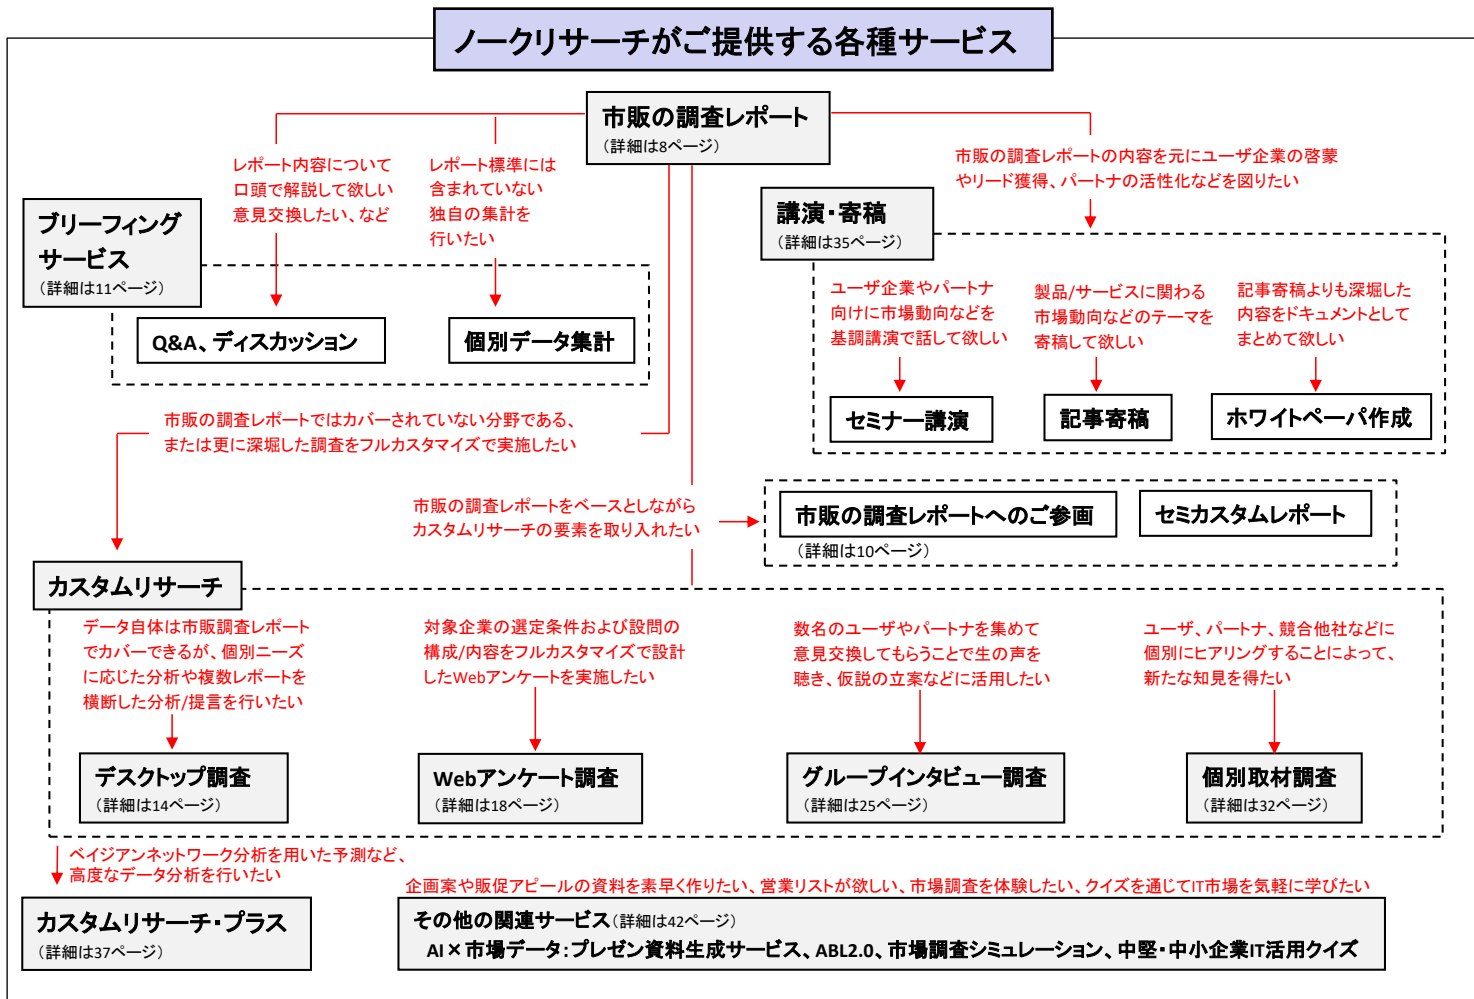 ノークリサーチがご提供する各種サービス
市販の調査レポート
（詳細は8ページ）
レポート内容について
口頭で解説して欲しい
意見交換したい、など
レポート標準には
含まれていない
独自の集計を
行いたい
市販の調査レポートの内容を元にユーザ企業の啓蒙
やリード獲得、パートナの活性化などを図りたい
ブリーフィング
サービス
（詳細は11ページ）
Q&A、ディスカッション
個別データ集計
講演・寄稿
（詳細は35ページ）
ユーザ企業やパートナ
向けに市場動向などを
基調講演で話して欲しい
製品/サービスに関わる
市場動向などのテーマを
寄稿して欲しい
記事寄稿よりも深堀した
内容をドキュメントとして
まとめて欲しい
セミナー講演
記事寄稿
ホワイトペーパ作成
市販の調査レポートではカバーされていない分野である、
または更に深堀した調査をフルカスタマイズで実施したい
市販の調査レポートをベースとしながら
カスタムリサーチの要素を取り入れたい
市販の調査レポートへのご参画
（詳細は10ページ）
セミカスタムレポート
カスタムリサーチ
データ自体は市販調査レポート
でカバーできるが、個別ニーズ
に応じた分析や複数レポートを
横断した分析/提言を行いたい
対象企業の選定条件および設問の
構成/内容をフルカスタマイズで設計
したWebアンケートを実施したい
数名のユーザやパートナを集めて
意見交換してもらうことで生の声を
聴き、仮説の立案などに活用したい
ユーザ、パートナ、競合他社などに
個別にヒアリングすることによって、
新たな知見を得たい
デスクトップ調査
（詳細は14ページ）
Webアンケート調査
（詳細は18ページ）
グループインタビュー調査
（詳細は25ページ）
個別取材調査
（詳細は32ページ）
ベイジアンネットワーク分析を用いた予測など、
高度なデータ分析を行いたい
カスタムリサーチ・プラス
（詳細は37ページ）
企画案や販促アピールの資料を素早く作りたい、営業リストが欲しい、市場調査を体験したい、クイズを通じてIT市場を気軽に学びたい
その他の関連サービス（詳細は42ページ）
AI×市場データ：プレゼン資料生成サービス、ABL2.0、市場調査シミュレーション、中堅・中小企業IT活用クイズ